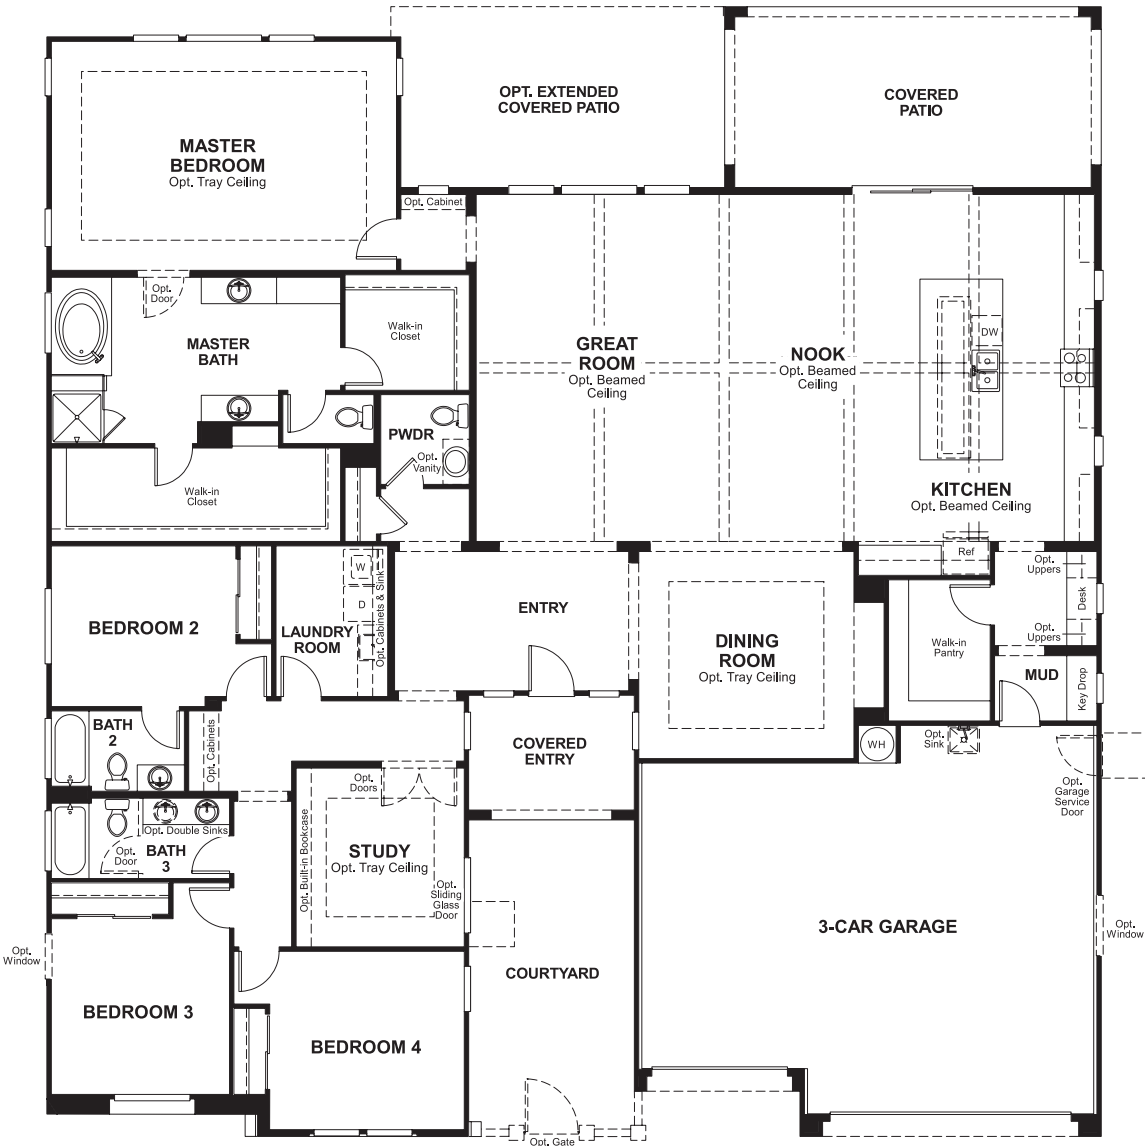 OPT. EXTENDED
COVERED PATIO
COVERED
PATIO
MASTER
BEDROOM
Opt. Tray Ceiling
Opt. Cabinet
Opt.
Door
MASTER
BATH
Walk-in
Closet
GREAT
ROOM
Opt. Beamed
Ceiling
NOOK
Opt. Beamed
Ceiling
DW
PWDR
Opt.
Vanity
Walk-in
Closet
KITCHEN
Opt. Beamed Ceiling
Ref
Opt.
Uppers
Desk
Opt.
Uppers
W
D
Opt. Cabinets & Sink
LAUNDRY
ROOM
BEDROOM 2
ENTRY
DINING
ROOM
Opt. Tray Ceiling
Walk-in
Pantry
MUD
Key Drop
BATH
2
Opt. Cabinets
COVERED
ENTRY
WH
Opt.
Sink
Opt.
Garage
Service
Door
Opt.
Doors
Opt. Double Sinks
Opt.
Door
BATH
3
Opt. Built-in Bookcase
STUDY
Opt. Tray Ceiling
Opt.
Sliding
Glass
Door
3-CAR GARAGE
Opt.
Window
Opt.
Window
COURTYARD
BEDROOM 3
BEDROOM 4
Opt. Gate